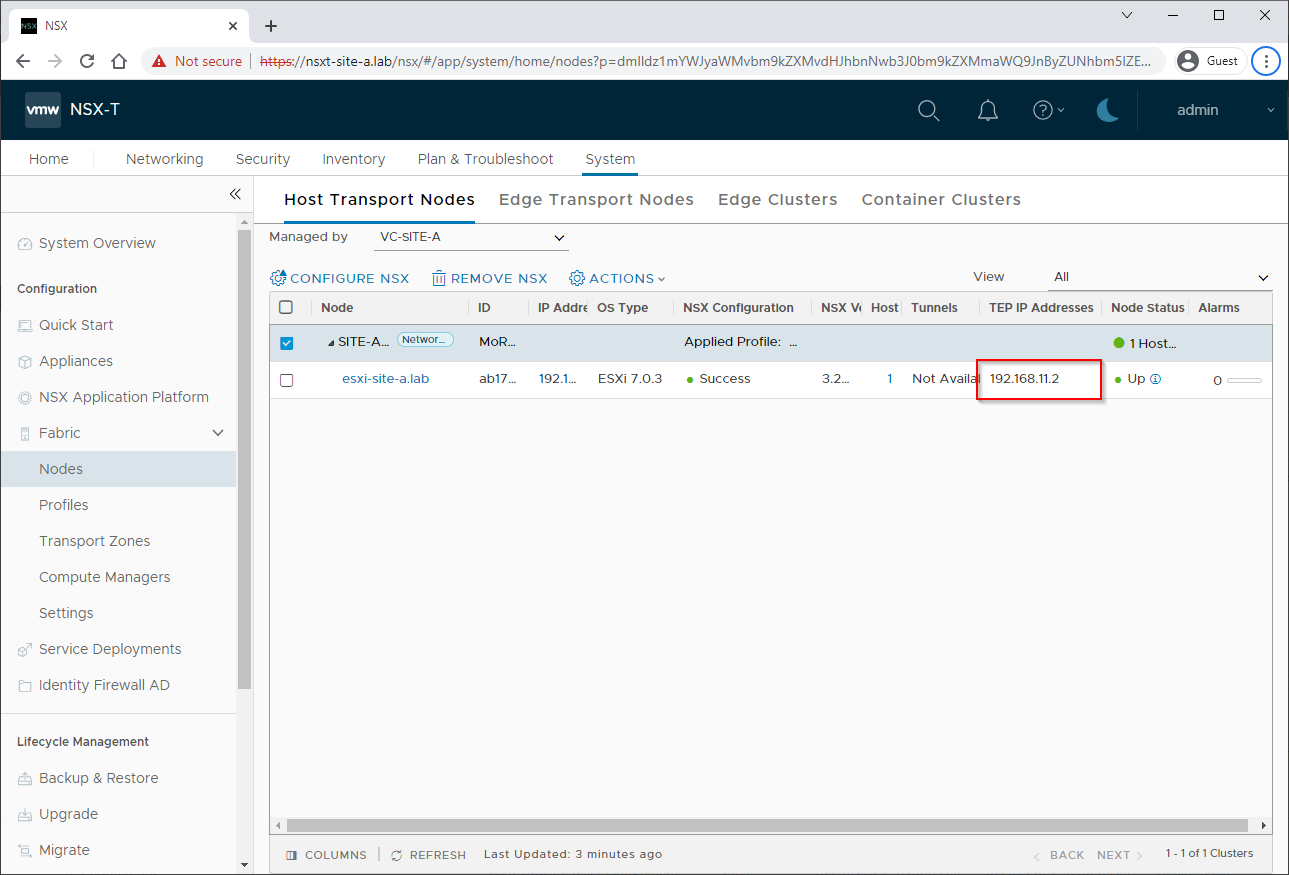 NSX NSX
Not secure https://nsxt-site-a.lab/nsx/#/app/system/home/nodes?p=dmlldz1mYWJyaWMvbm9kZXMvdHJhbnNwb3J0bm9kZXMmaWQ9JnByZUNhbm5lZE... Guest
vmw NSX-T admin
Home Networking Security Inventory Plan & Troubleshoot System
Host Transport Nodes Edge Transport Nodes Edge Clusters Container Clusters
Managed by VC-SITE-A
System Overview
Configuration
Quick Start
Appliances
NSX Application Platform
Fabric
Nodes
Profiles
Transport Zones
Compute Managers
Settings
Service Deployments
Identity Firewall AD
Lifecycle Management
Backup & Restore
Upgrade
Migrate
CONFIGURE NSX REMOVE NSX ACTIONS View All
Node ID IP Addre OS Type NSX Configuration NSX Ve Host Tunnels TEP IP Addresses Node Status Alarms
SITE-A... Networ... MoR... Applied Profile: ... 1 Host...
esxi-site-a.lab ab17... 192.1... ESXi 7.0.3 Success 3.2... 1 Not Availal 192.168.11.2 Up 0
COLUMNS REFRESH Last Updated: 3 minutes ago BACK NEXT 1 - 1 of 1 Clusters